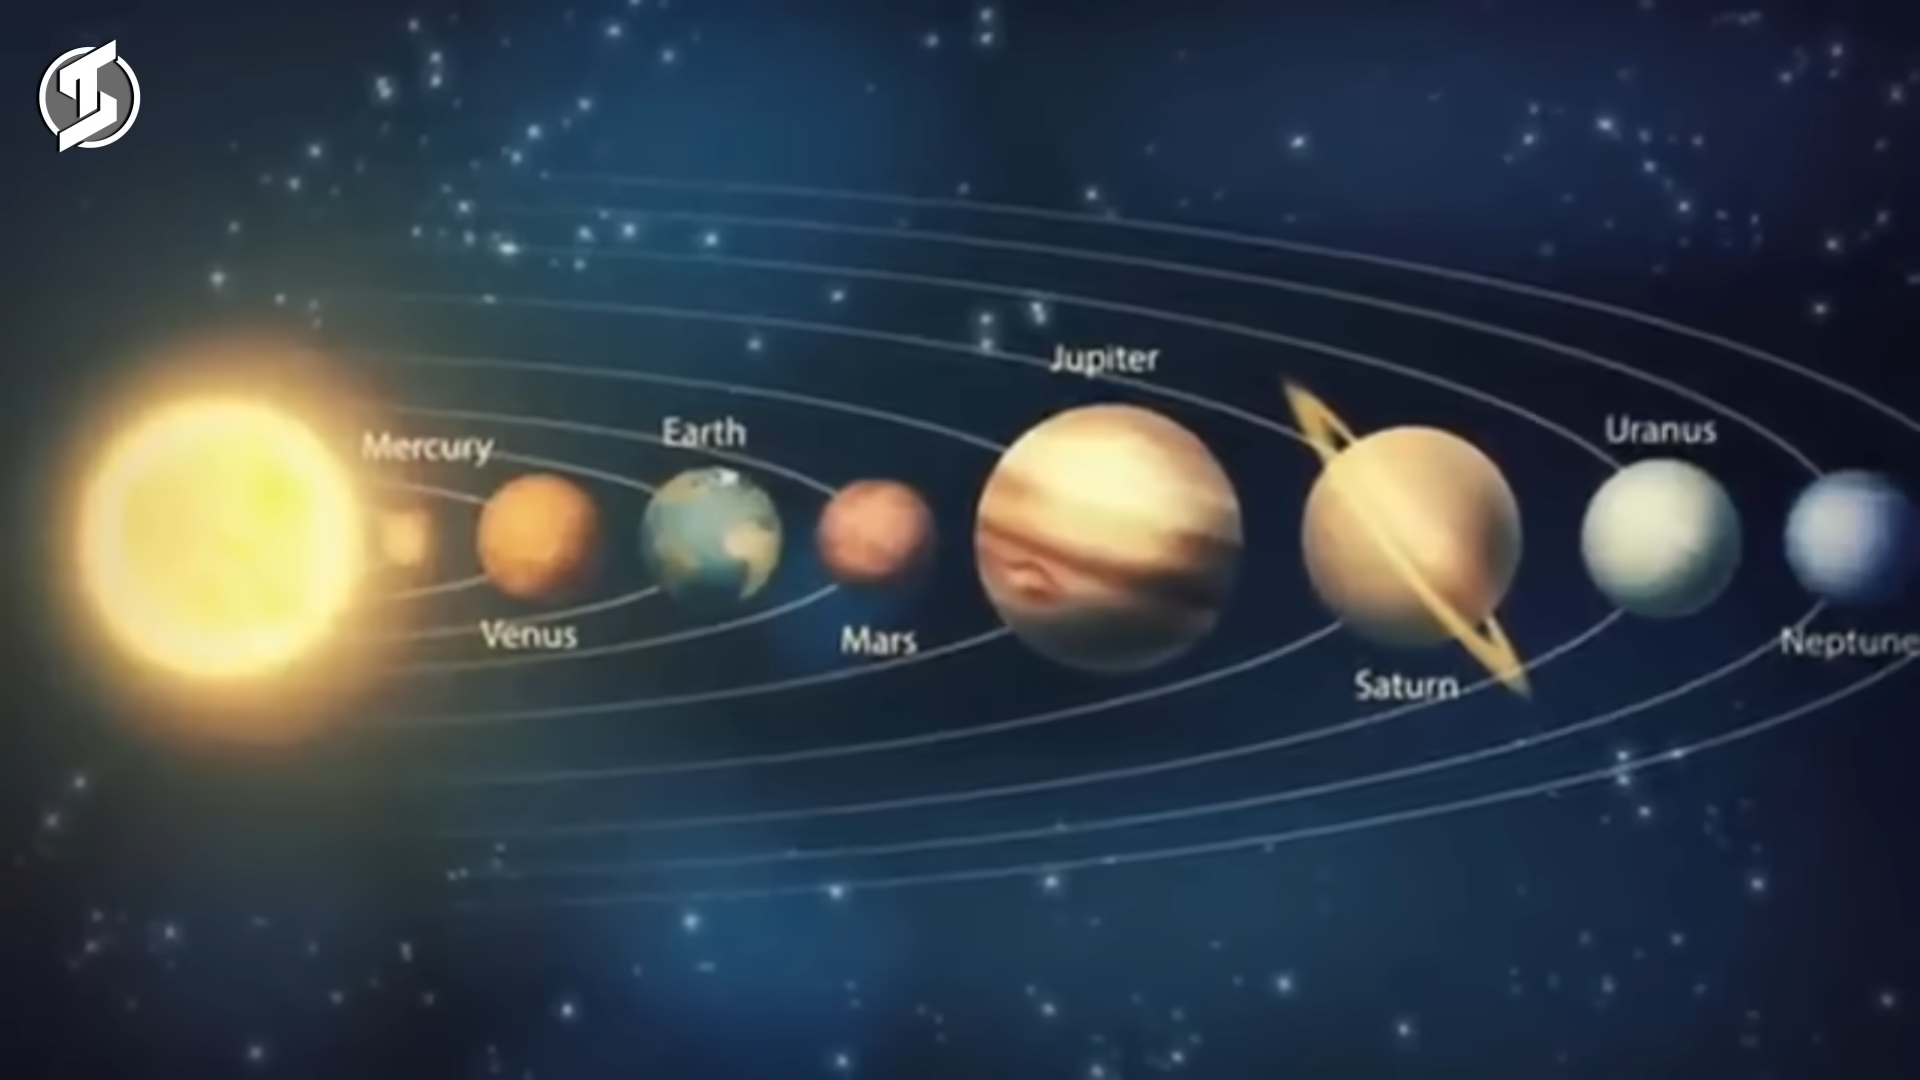 Mercury
Venus
Earth
Mars
Jupiter
Saturn
Uranus
Neptune